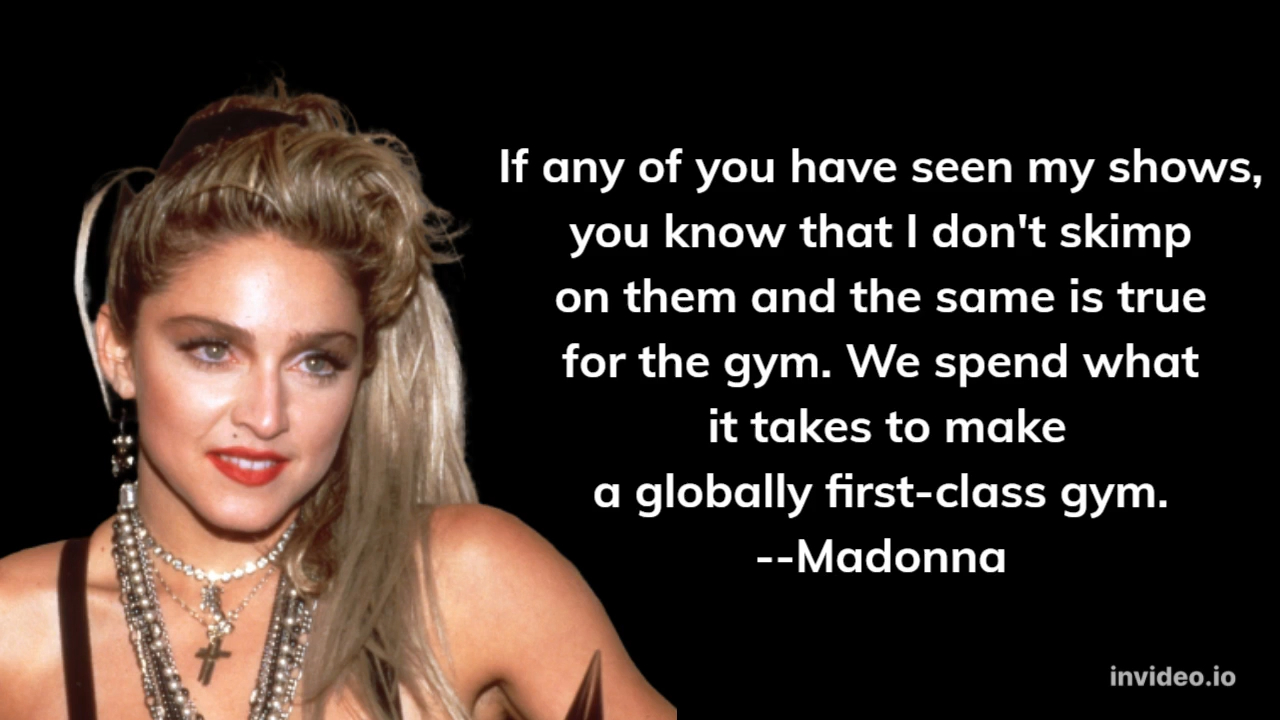 If any of you have seen my shows,
you know that I don't skimp
on them and the same is true
for the gym. We spend what
it takes to make
a globally first-class gym.
--Madonna
invideo.io